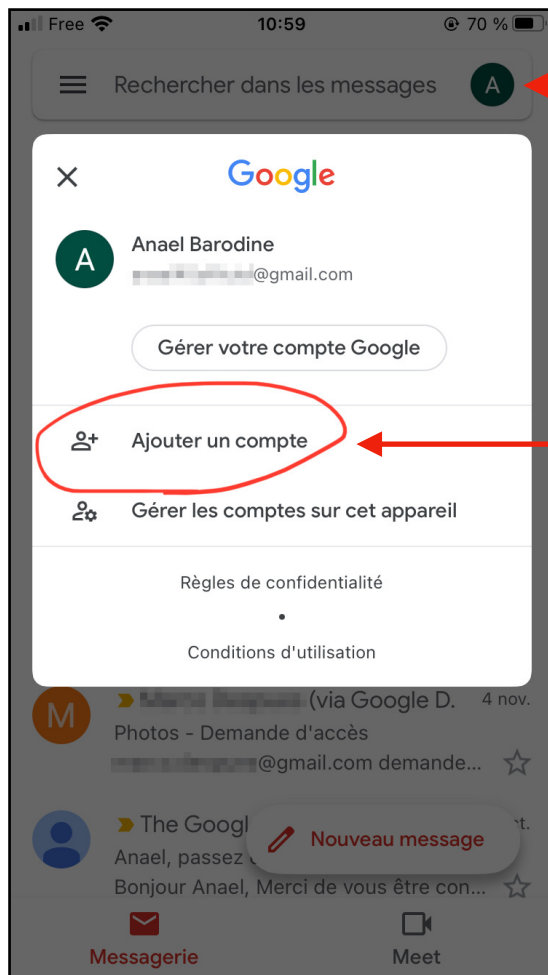 Free 10:59 70 %
Rechercher dans les messages A
Google
A Anael Barodine
@gmail.com
Gérer votre compte Google
Ajouter un compte
Gérer les comptes sur cet appareil
Règles de confidentialité
•
Conditions d'utilisation
M (via Google D. 4 nov.
Photos - Demande d'accès
@gmail.com demande...
The Googl
Nouveau message
Anael, passez
Bonjour Anael, Merci de vous être con...
Messagerie Meet